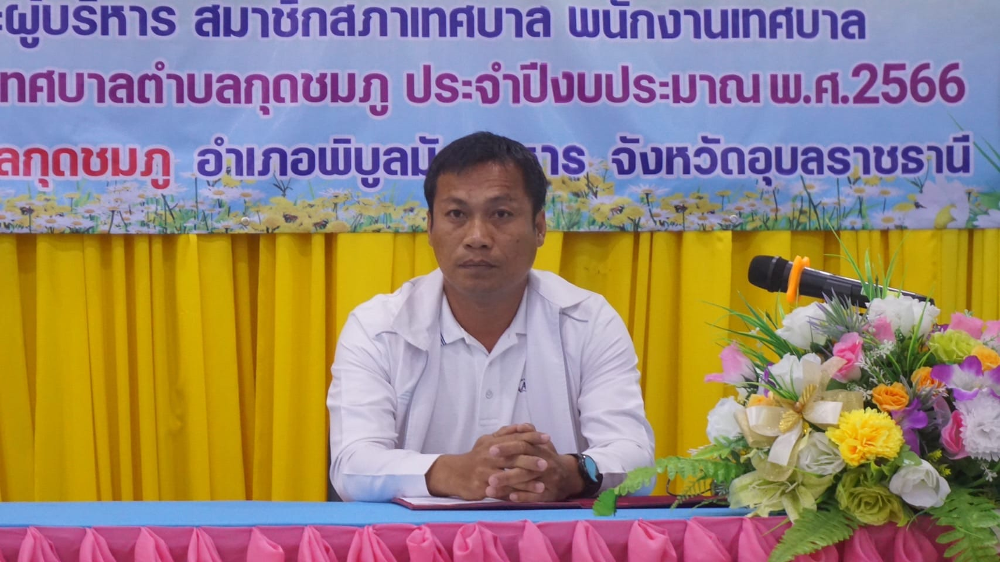 ะผู้บริหาร สมาชิกสภาเทศบาล พนักงานเทศบาล
เทศบาลตำบลกุดชมภู ประจำปีงบประมาณ พ.ศ.2566
ลกุดชมภู อำเภอพิบูลมั หาร จังหวัดอุบลราชธานี